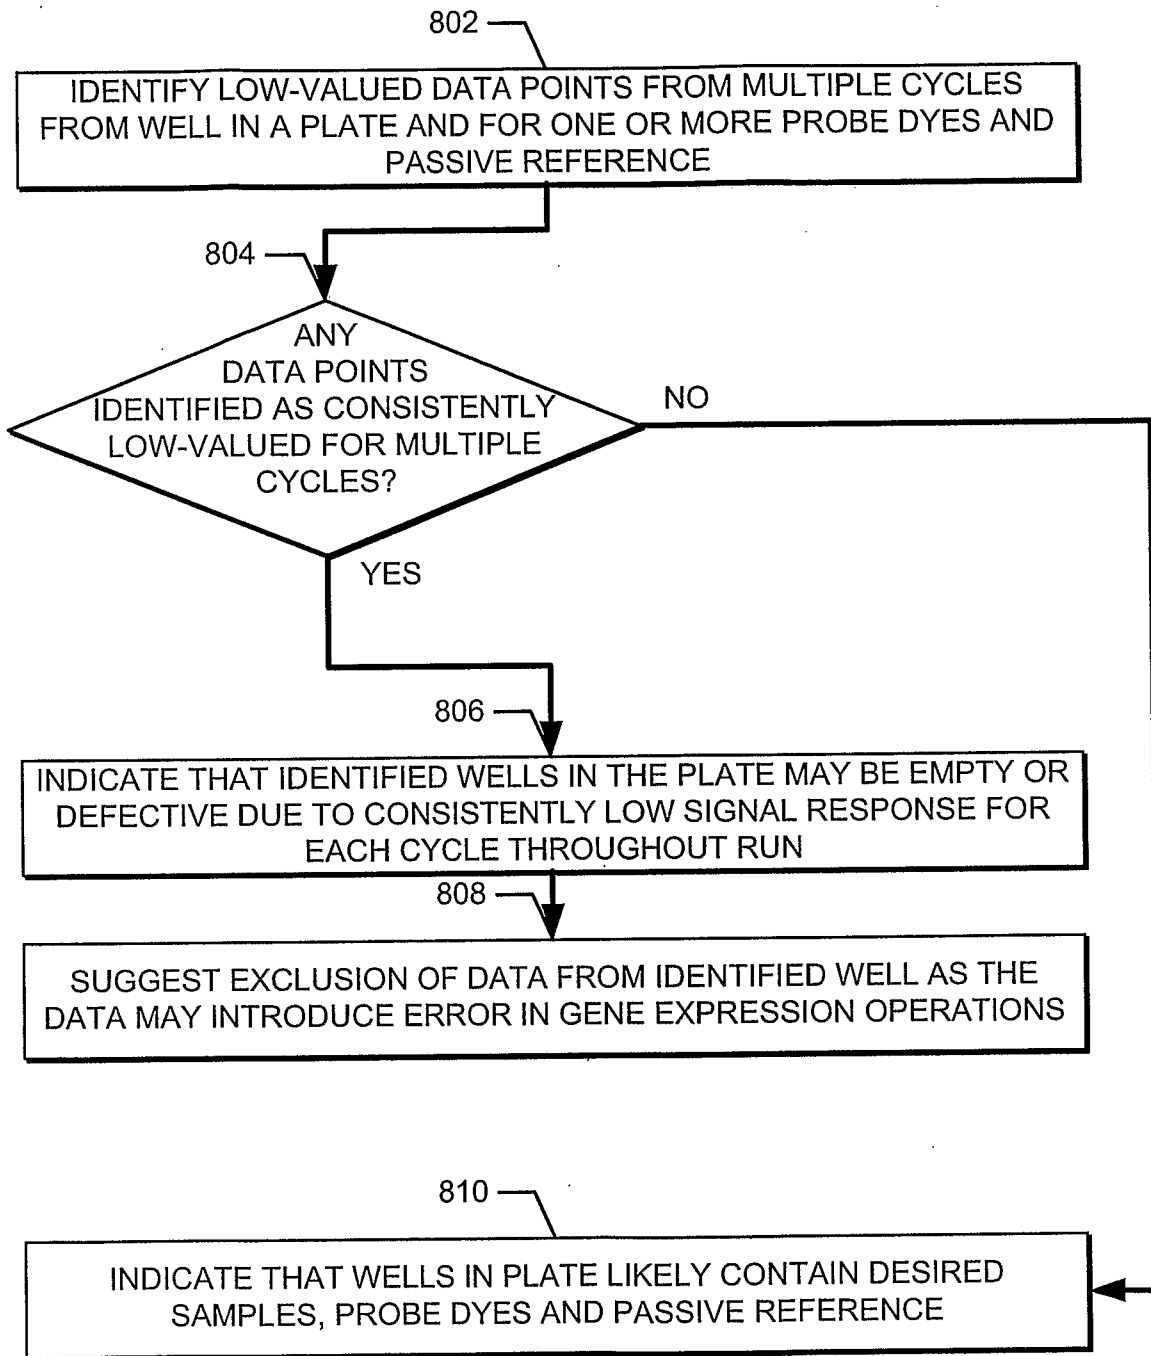 802
IDENTIFY LOW-VALUED DATA POINTS FROM MULTIPLE CYCLES
FROM WELL IN A PLATE AND FOR ONE OR MORE PROBE DYES AND
PASSIVE REFERENCE
804
ANY
DATA POINTS
IDENTIFIED AS CONSISTENTLY
LOW-VALUED FOR MULTIPLE
CYCLES?
NO
YES
806
INDICATE THAT IDENTIFIED WELLS IN THE PLATE MAY BE EMPTY OR
DEFECTIVE DUE TO CONSISTENTLY LOW SIGNAL RESPONSE FOR
EACH CYCLE THROUGHOUT RUN
808
SUGGEST EXCLUSION OF DATA FROM IDENTIFIED WELL AS THE
DATA MAY INTRODUCE ERROR IN GENE EXPRESSION OPERATIONS
810
INDICATE THAT WELLS IN PLATE LIKELY CONTAIN DESIRED
SAMPLES, PROBE DYES AND PASSIVE REFERENCE